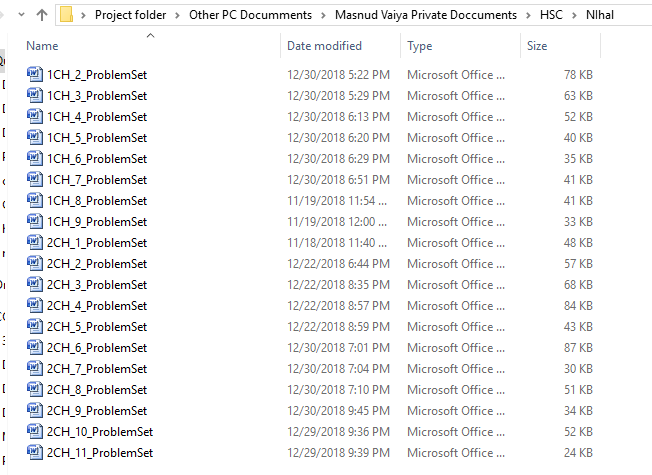 Project folder > Other PC Documments > Masnud Vaiya Private Doccuments > HSC > NIhal
Name Date modified Type Size
1CH_2_ProblemSet 12/30/2018 5:22 PM Microsoft Office ... 78 KB
1CH_3_ProblemSet 12/30/2018 5:29 PM Microsoft Office ... 63 KB
1CH_4_ProblemSet 12/30/2018 6:13 PM Microsoft Office ... 52 KB
1CH_5_ProblemSet 12/30/2018 6:20 PM Microsoft Office ... 40 KB
1CH_6_ProblemSet 12/30/2018 6:29 PM Microsoft Office ... 35 KB
1CH_7_ProblemSet 12/30/2018 6:51 PM Microsoft Office ... 41 KB
1CH_8_ProblemSet 11/19/2018 11:54 ... Microsoft Office ... 41 KB
1CH_9_ProblemSet 11/19/2018 12:00 ... Microsoft Office ... 33 KB
2CH_1_ProblemSet 11/18/2018 11:40 ... Microsoft Office ... 48 KB
2CH_2_ProblemSet 12/22/2018 6:44 PM Microsoft Office ... 57 KB
2CH_3_ProblemSet 12/22/2018 8:35 PM Microsoft Office ... 68 KB
2CH_4_ProblemSet 12/22/2018 8:57 PM Microsoft Office ... 84 KB
2CH_5_ProblemSet 12/22/2018 8:59 PM Microsoft Office ... 43 KB
2CH_6_ProblemSet 12/30/2018 7:01 PM Microsoft Office ... 87 KB
2CH_7_ProblemSet 12/30/2018 7:04 PM Microsoft Office ... 30 KB
2CH_8_ProblemSet 12/30/2018 7:10 PM Microsoft Office ... 51 KB
2CH_9_ProblemSet 12/30/2018 9:45 PM Microsoft Office ... 34 KB
2CH_10_ProblemSet 12/29/2018 9:36 PM Microsoft Office ... 52 KB
2CH_11_ProblemSet 12/29/2018 9:39 PM Microsoft Office ... 24 KB